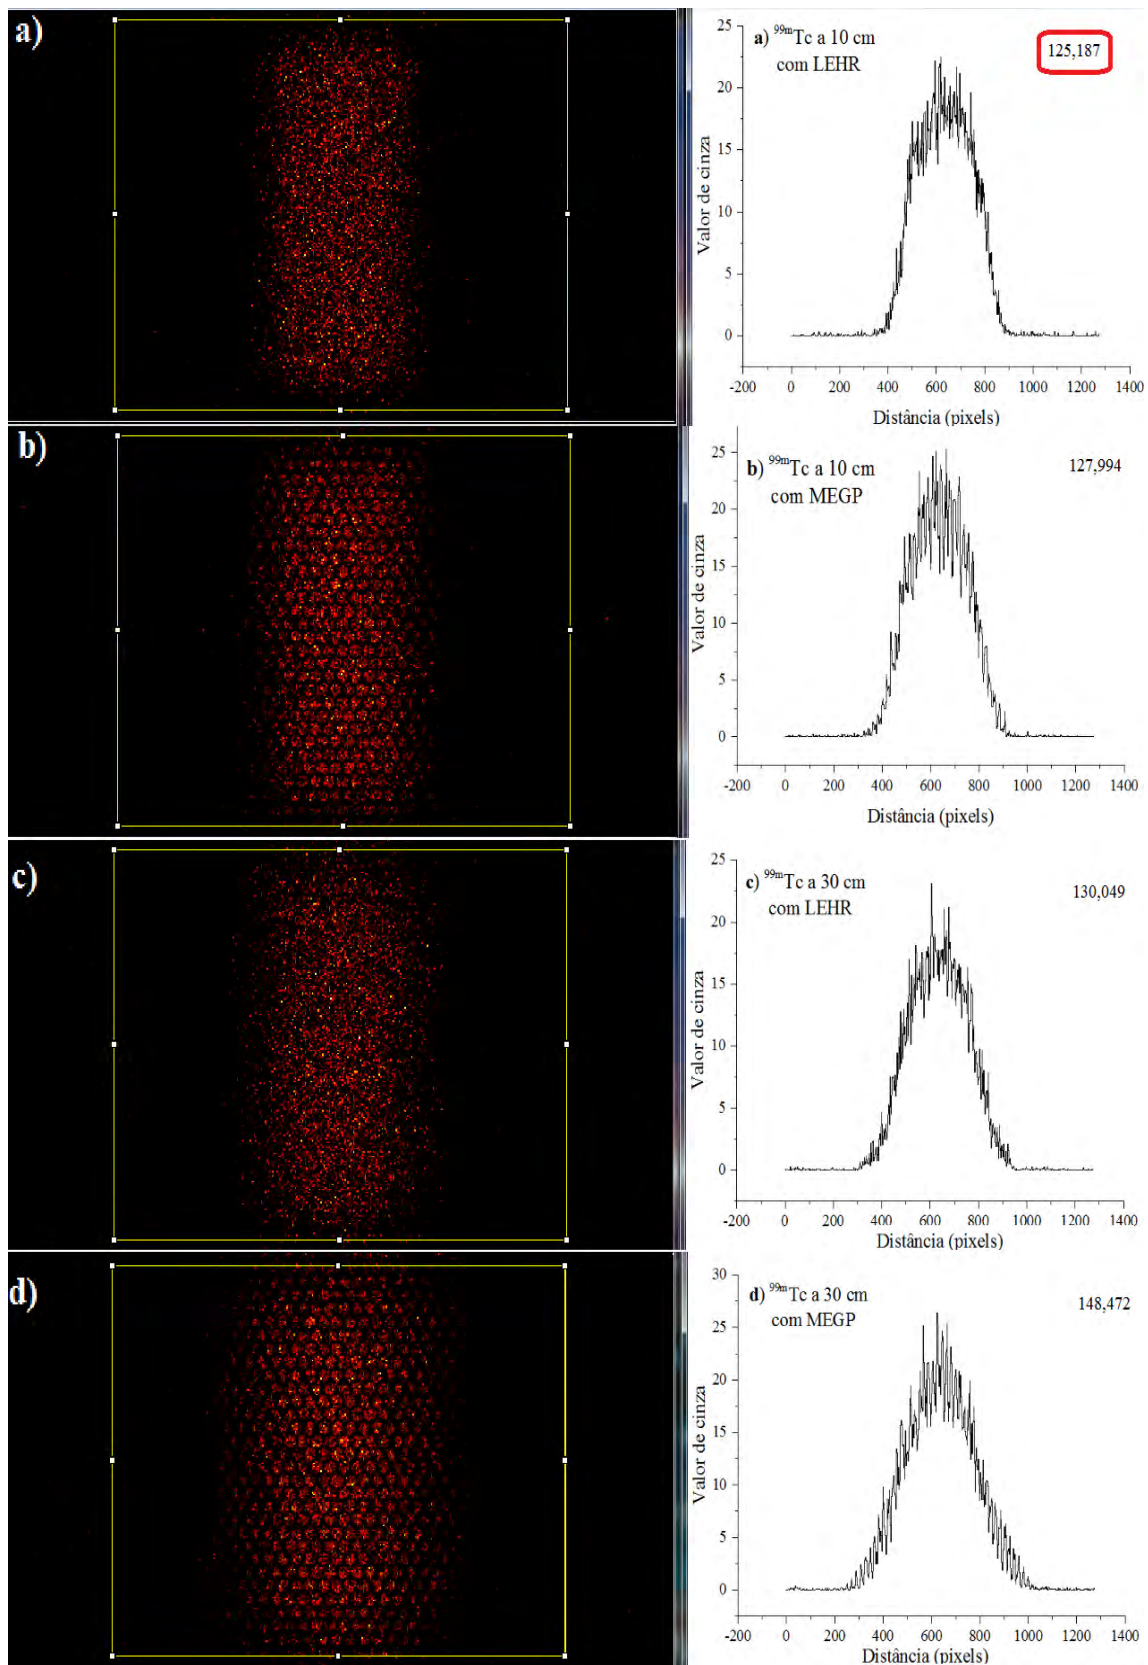 a)
a) ⁹⁹ᵐTc a 10 cm
com LEHR
125,187
Valor de cinza
25
20
15
10
5
0
-200 0 200 400 600 800 1000 1200 1400
Distância (pixels)
b)
b) ⁹⁹ᵐTc a 10 cm
com MEGP
127,994
Valor de cinza
25
20
15
10
5
0
-200 0 200 400 600 800 1000 1200 1400
Distância (pixels)
c)
c) ⁹⁹ᵐTc a 30 cm
com LEHR
130,049
Valor de cinza
25
20
15
10
5
0
-200 0 200 400 600 800 1000 1200 1400
Distância (pixels)
d)
d) ⁹⁹ᵐTc a 30 cm
com MEGP
148,472
Valor de cinza
30
25
20
15
10
5
0
-200 0 200 400 600 800 1000 1200 1400
Distância (pixels)